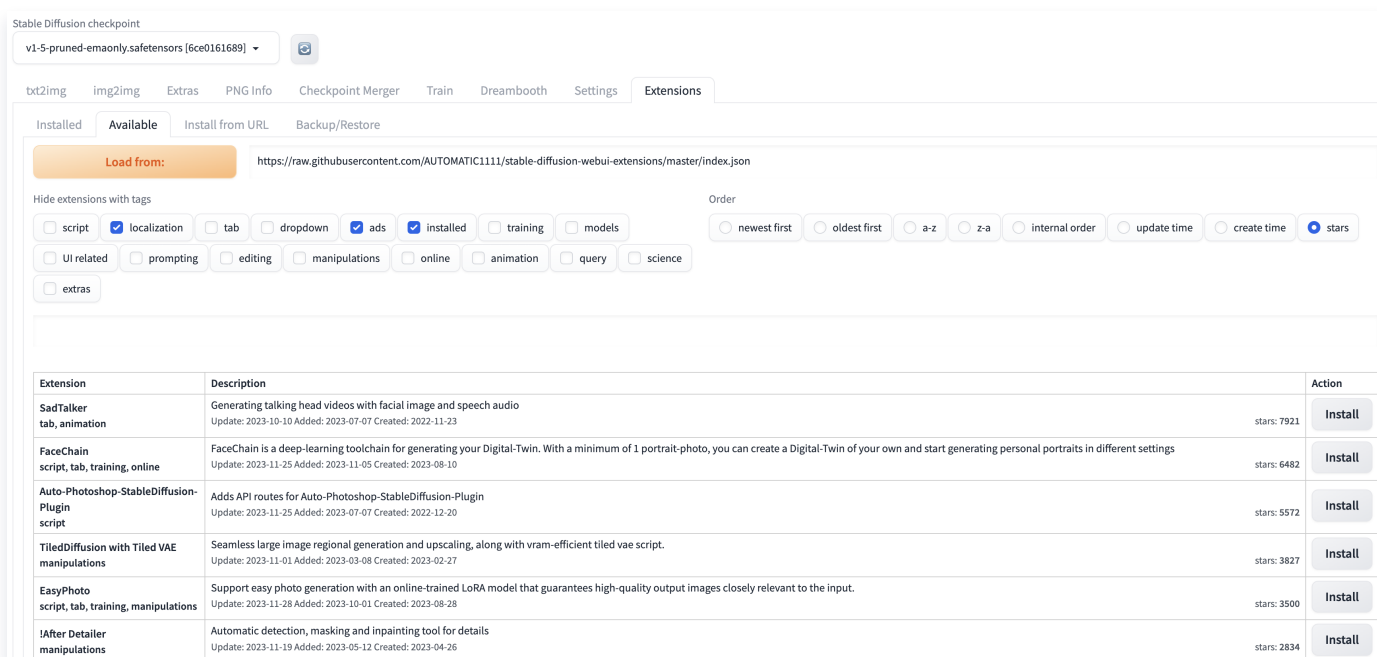 Stable Diffusion checkpoint
v1-5-pruned-emaonly.safetensors [6ce0161689]
txt2img img2img Extras PNG Info Checkpoint Merger Train Dreambooth Settings Extensions
Installed Available Install from URL Backup/Restore
Load from: https://raw.githubusercontent.com/AUTOMATIC1111/stable-diffusion-webui-extensions/master/index.json
Hide extensions with tags
script localization tab dropdown ads installed training models
UI related prompting editing manipulations online animation query science
extras
Order
newest first oldest first a-z z-a internal order update time create time stars
Extension Description Action
SadTalker
tab, animation
Generating talking head videos with facial image and speech audio
Update: 2023-10-10 Added: 2023-07-07 Created: 2022-11-23 stars: 7921
Install
FaceChain
script, tab, training, online
FaceChain is a deep-learning toolchain for generating your Digital-Twin. With a minimum of 1 portrait-photo, you can create a Digital-Twin of your own and start generating personal portraits in different settings
Update: 2023-11-25 Added: 2023-11-05 Created: 2023-08-10 stars: 6482
Install
Auto-Photoshop-StableDiffusion-
Plugin
script
Adds API routes for Auto-Photoshop-StableDiffusion-Plugin
Update: 2023-11-25 Added: 2023-07-07 Created: 2022-12-20 stars: 5572
Install
TiledDiffusion with Tiled VAE
manipulations
Seamless large image regional generation and upscaling, along with vram-efficient tiled vae script.
Update: 2023-11-01 Added: 2023-03-08 Created: 2023-02-27 stars: 3827
Install
EasyPhoto
script, tab, training, manipulations
Support easy photo generation with an online-trained LoRA model that guarantees high-quality output images closely relevant to the input.
Update: 2023-11-28 Added: 2023-10-01 Created: 2023-08-28 stars: 3500
Install
!After Detailer
manipulations
Automatic detection, masking and inpainting tool for details
Update: 2023-11-19 Added: 2023-05-12 Created: 2023-04-26 stars: 2834
Install